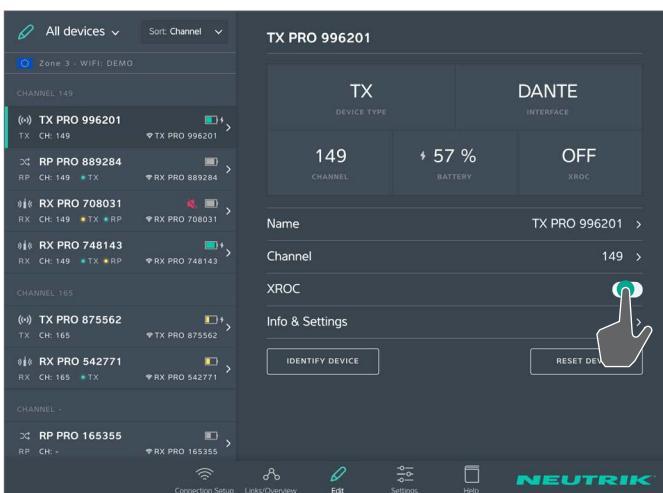 All devices
Sort: Channel
Zone 3 - WIFI: DEMO
CHANNEL 149
TX PRO 996201
TX CH: 149 TX PRO 996201
RP PRO 889284
RP CH: 149 TX RP PRO 889284
RX PRO 708031
RX CH: 149 TX RP RX PRO 708031
RX PRO 748143
RX CH: 149 TX RP RX PRO 748143
CHANNEL 165
TX PRO 875562
TX CH: 165 TX PRO 875562
RX PRO 542771
RX CH: 165 TX RX PRO 542771
CHANNEL -
RP PRO 165355
RP CH: - RX PRO 165355
TX PRO 996201
TX
DEVICE TYPE
DANTE
INTERFACE
149
CHANNEL
57 %
BATTERY
OFF
XROC
Name TX PRO 996201
Channel 149
XROC
Info & Settings
IDENTIFY DEVICE
RESET DE
Connection Setup
Links/Overview
Edit
Settings
Help
NEUTRIK